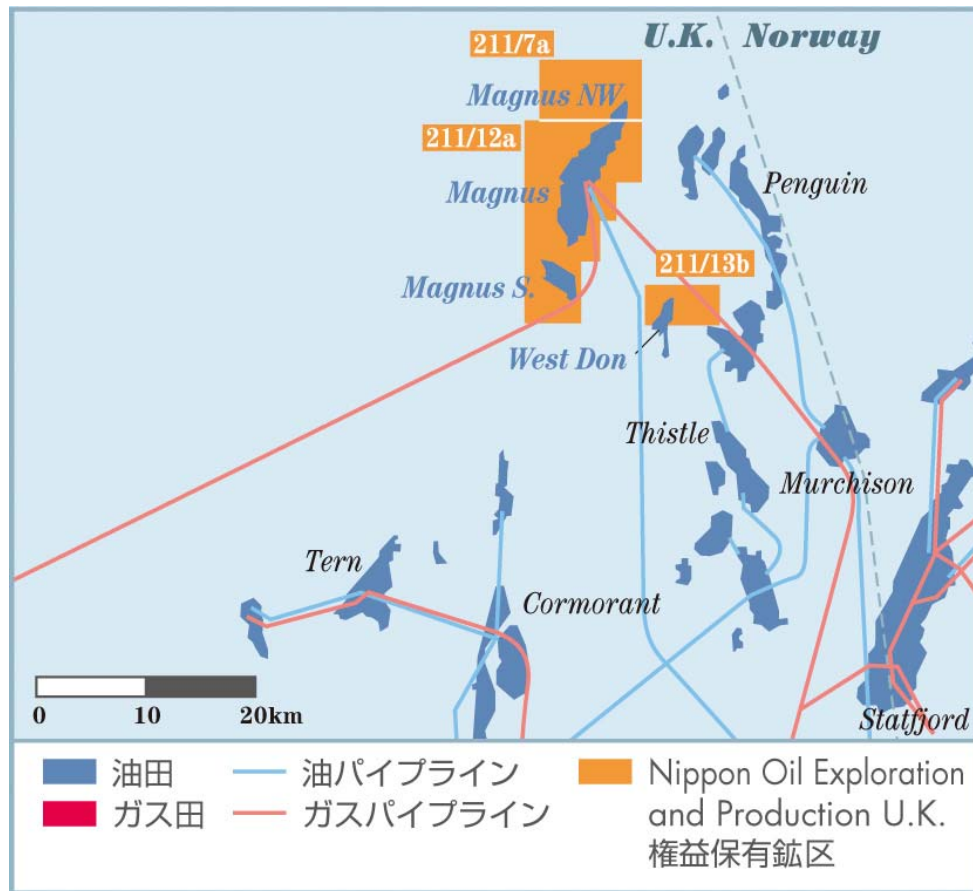 U.K. Norway
211/7a
Magnus NW
211/12a
Magnus
Penguin
211/13b
Magnus S.
West Don
Thistle
Murchison
Tern
Cormorant
Statfjord
0 10 20km
油田
油パイプライン
ガス田
ガスパイプライン
Nippon Oil Exploration
and Production U.K.
権益保有鉱区